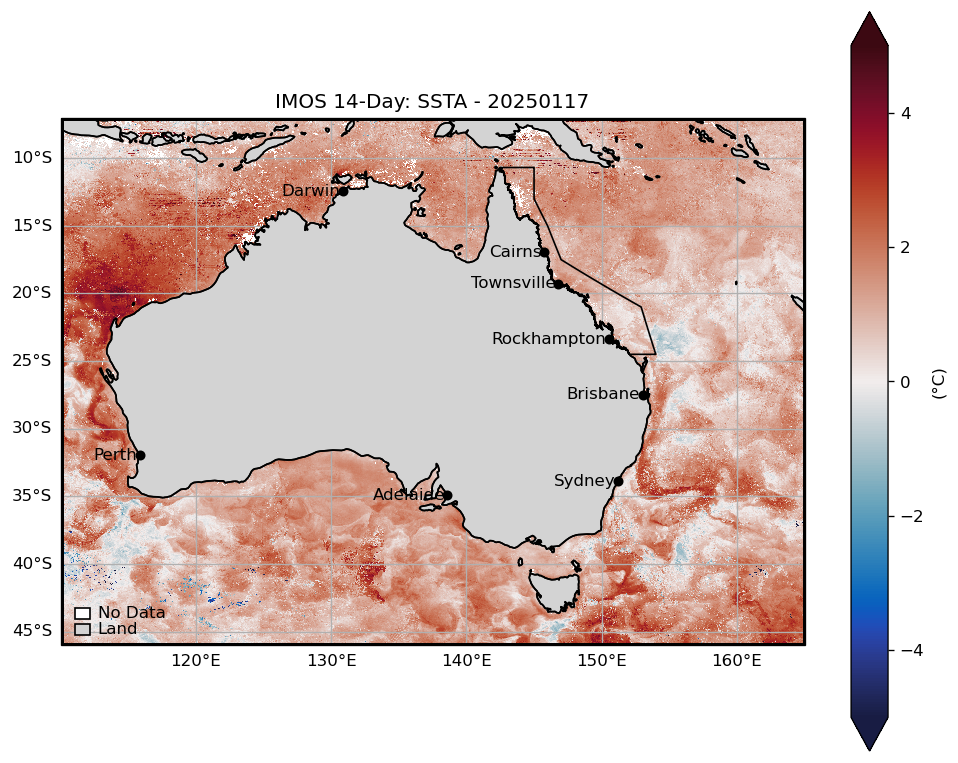 IMOS 14-Day: SSTA - 20250117
10°S
15°S
20°S
25°S
30°S
35°S
40°S
45°S
Darwin
Cairns
Townsville
Rockhampton
Brisbane
Perth
Sydney
Adelaide
No Data
Land
120°E 130°E 140°E 150°E 160°E
4
2
0
−2
−4
(°C)